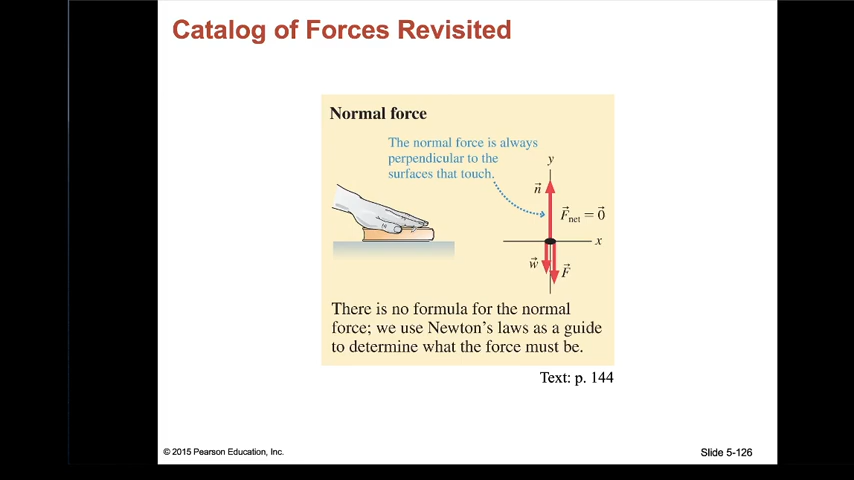 Catalog of Forces Revisited
Normal force
The normal force is always
perpendicular to the
surfaces that touch.
y
n⃗
F⃗net = 0⃗
x
w⃗
F⃗
There is no formula for the normal
force; we use Newton's laws as a guide
to determine what the force must be.
Text: p. 144
© 2015 Pearson Education, Inc.
Slide 5-126